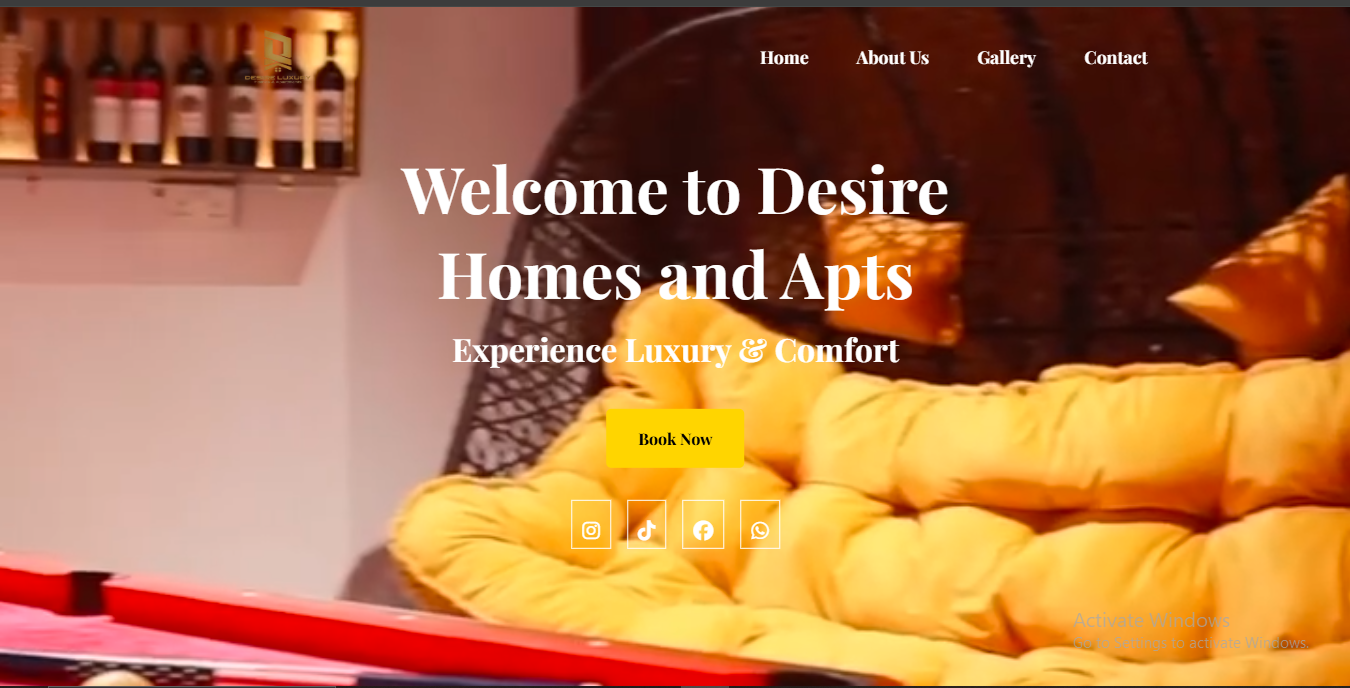 DESIRE LUXURY
Home About Us Gallery Contact
Welcome to Desire
Homes and Apts
Experience Luxury & Comfort
Book Now
Activate Windows
Go to Settings to activate Windows.